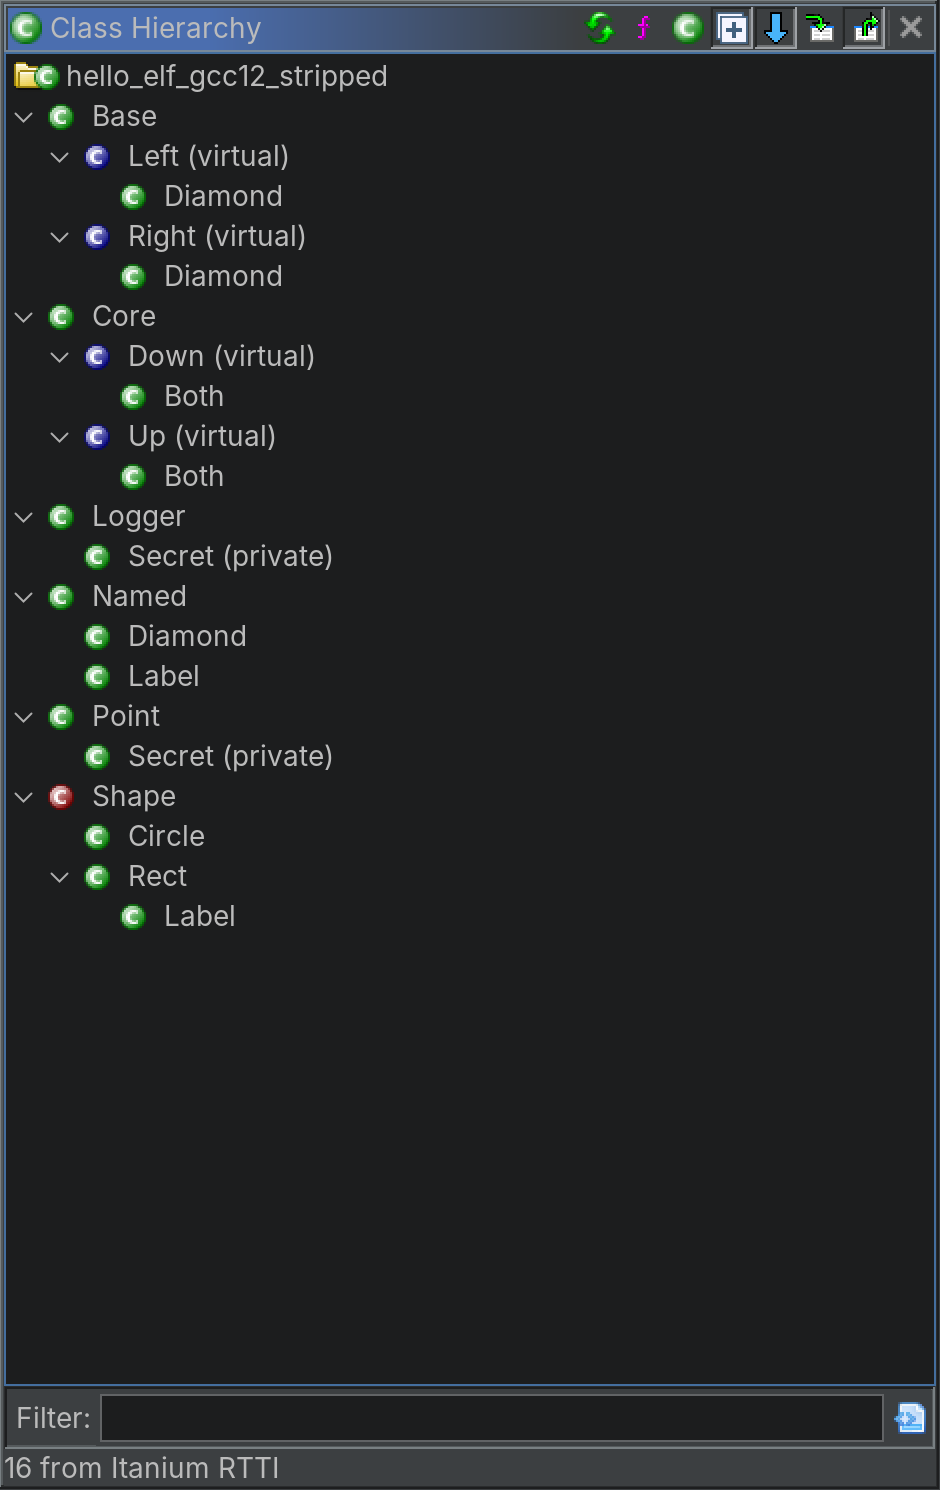 Class Hierarchy
hello_elf_gcc12_stripped
Base
Left (virtual)
Diamond
Right (virtual)
Diamond
Core
Down (virtual)
Both
Up (virtual)
Both
Logger
Secret (private)
Named
Diamond
Label
Point
Secret (private)
Shape
Circle
Rect
Label
Filter:
16 from Itanium RTTI